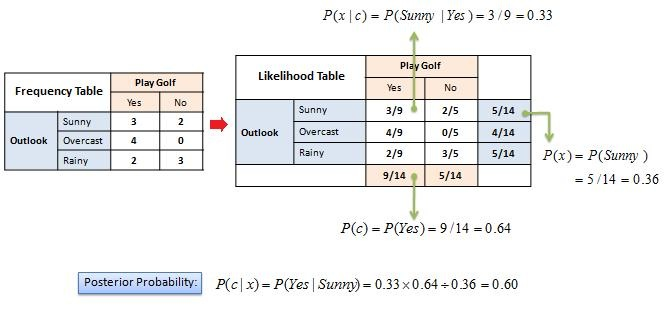 P(x | c) = P(Sunny | Yes) = 3 / 9 = 0.33
Frequency Table
Play Golf
Yes No
Outlook
Sunny 3 2
Overcast 4 0
Rainy 2 3
Likelihood Table
Play Golf
Yes No
Outlook
Sunny 3/9 2/5 5/14
Overcast 4/9 0/5 4/14
Rainy 2/9 3/5 5/14
9/14 5/14
P(x) = P(Sunny )
= 5 / 14 = 0.36
P(c) = P(Yes) = 9 / 14 = 0.64
Posterior Probability: P(c | x) = P(Yes | Sunny) = 0.33 × 0.64 ÷ 0.36 = 0.60